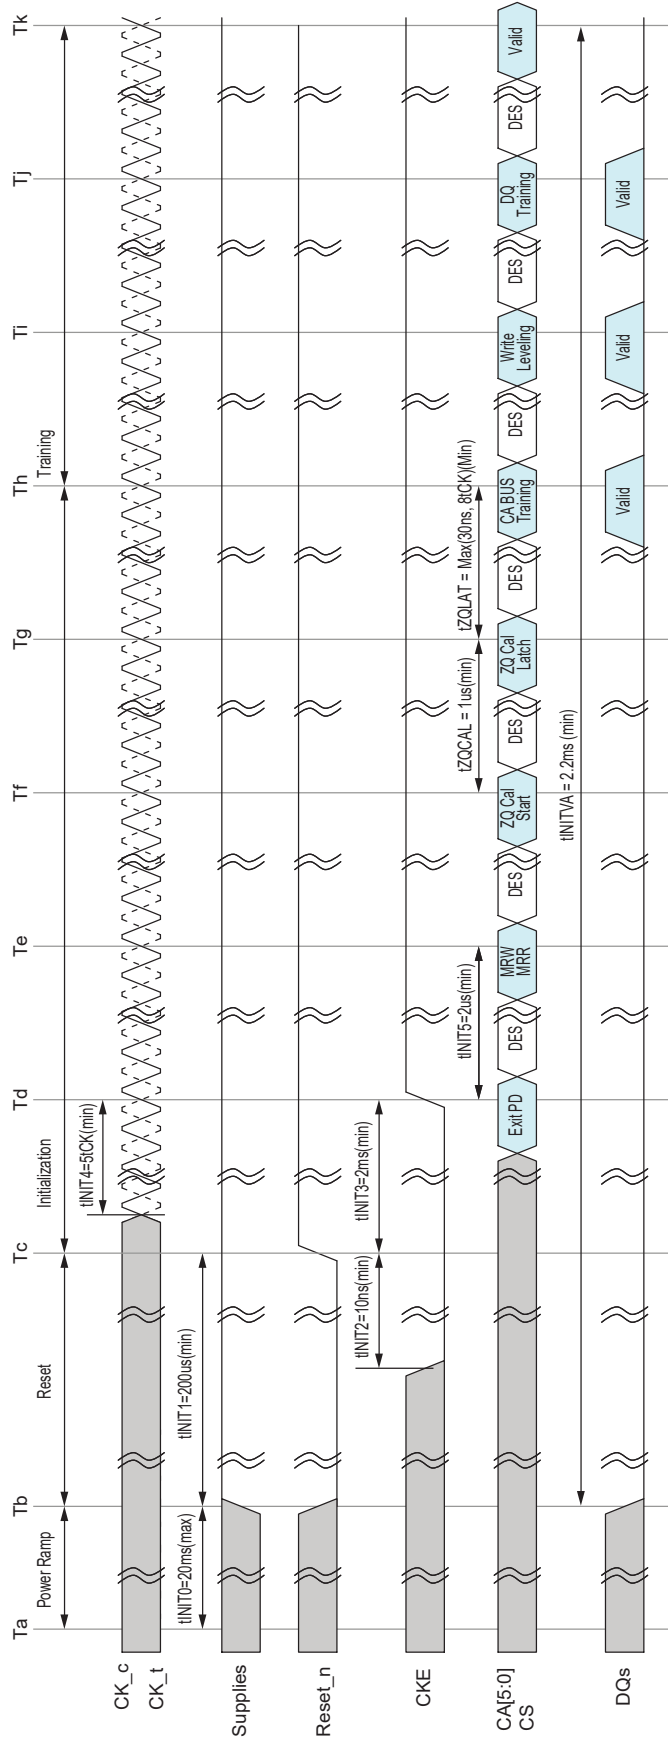 Ta Tb Tc Td Te Tf Tg Th Ti Tj Tk
Power Ramp Reset Initialization Training
tINIT4=5tCK(min)
CK_c
CK_t
tINIT0=20ms(max) tINIT1=200us(min)
Supplies
Reset_n
tINIT2=10ns(min) tINIT3=2ms(min)
CKE
tINIT5=2us(min) tZQCAL = 1us(min) tZQLAT = Max(30ns, 8tCK)(Min)
CA[5:0]
CS
Exit PD
DES
MRW
MRR
DES
ZQ Cal
Start
DES
ZQ Cal
Latch
DES
CA BUS
Training
DES
Write
Leveling
DES
DQ
Training
DES
Valid
tINITVA = 2.2ms (min)
DQs
Valid
Valid
Valid